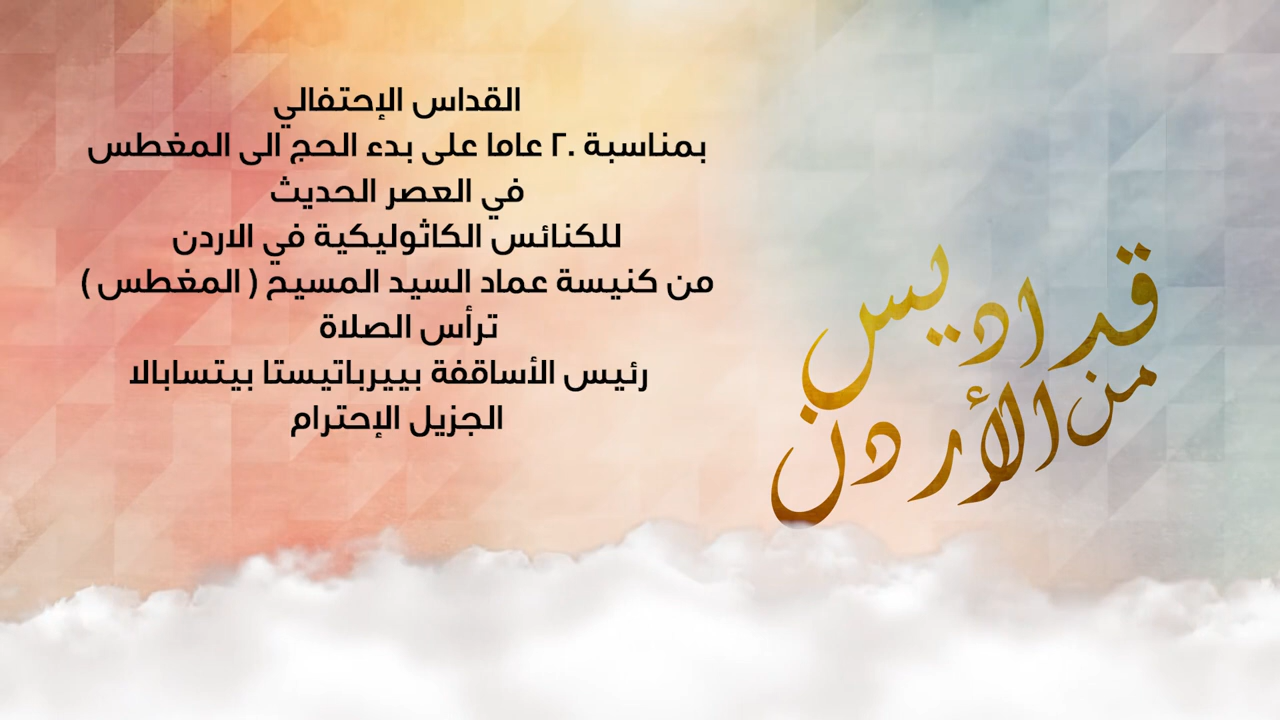 القداس الإحتفالي
بمناسبة ٢٠ عاما على بدء الحج الى المغطس
في العصر الحديث
للكنائس الكاثوليكية في الاردن
من كنيسة عماد السيد المسيح ( المغطس )
ترأس الصلاة
رئيس الأساقفة بييرباتيستا بيتسابالا
الجزيل الإحترام
قداديس
من الأردن